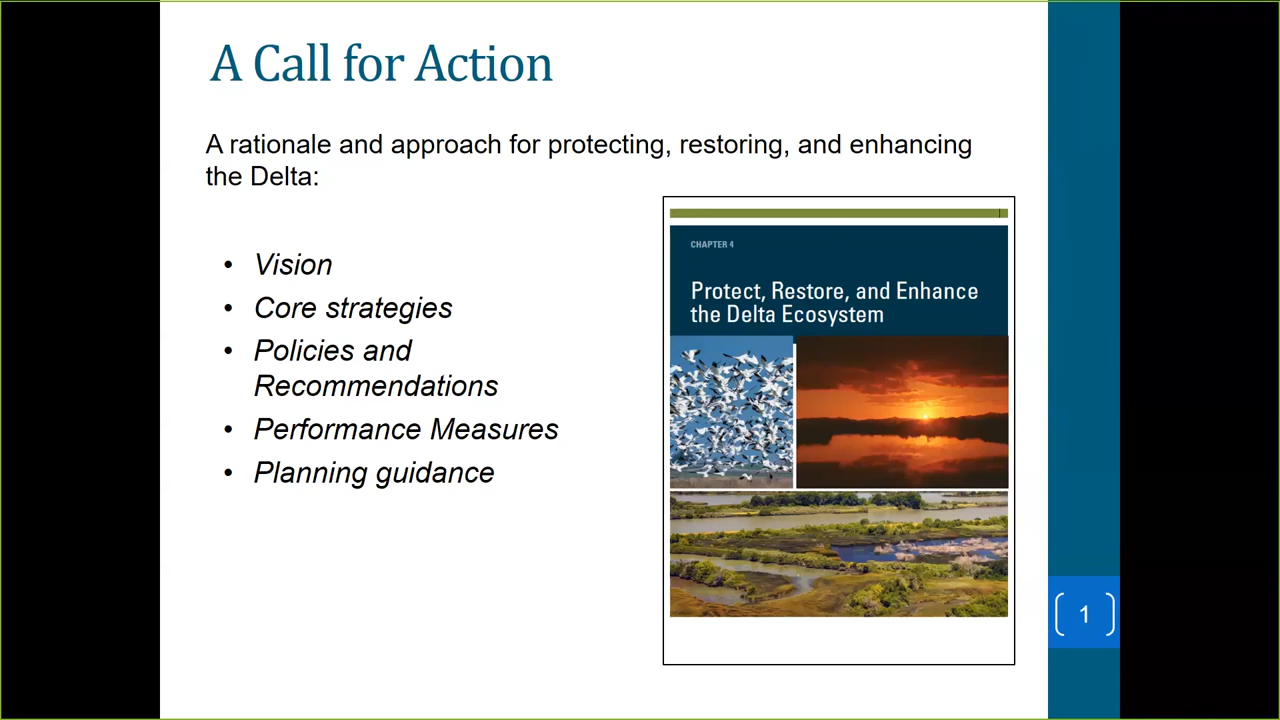 A Call for Action
A rationale and approach for protecting, restoring, and enhancing
the Delta:
• Vision
• Core strategies
• Policies and
Recommendations
• Performance Measures
• Planning guidance
CHAPTER 4
Protect, Restore, and Enhance
the Delta Ecosystem
1